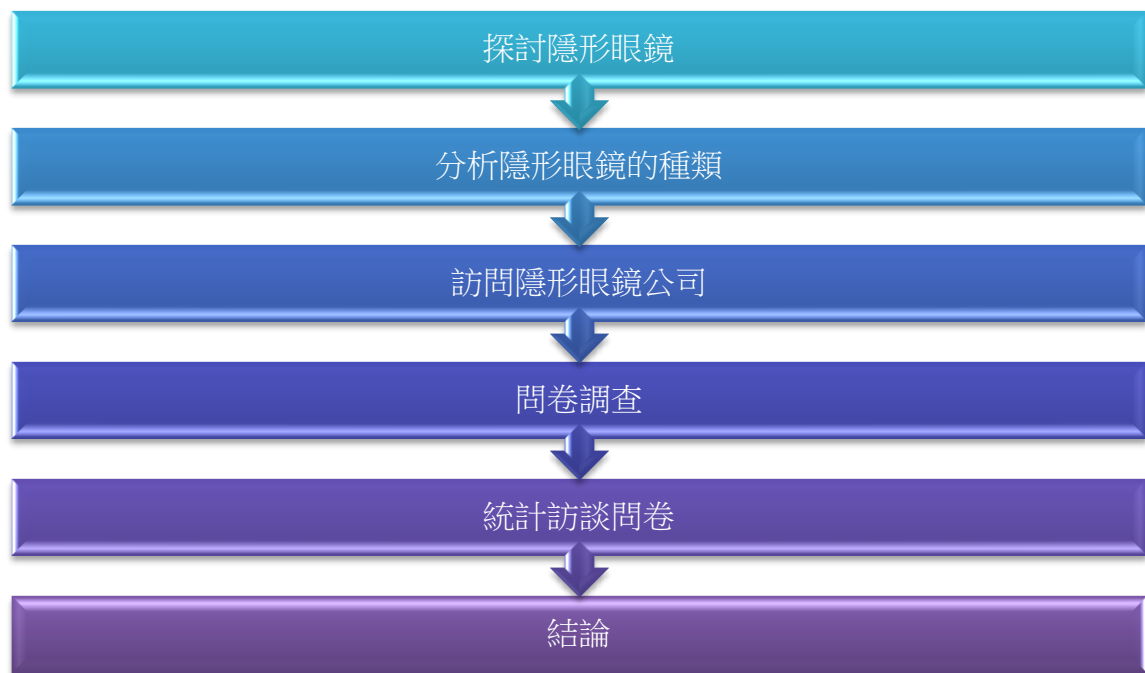 探討隱形眼鏡
分析隱形眼鏡的種類
訪問隱形眼鏡公司
問卷調查
統計訪談問卷
結論